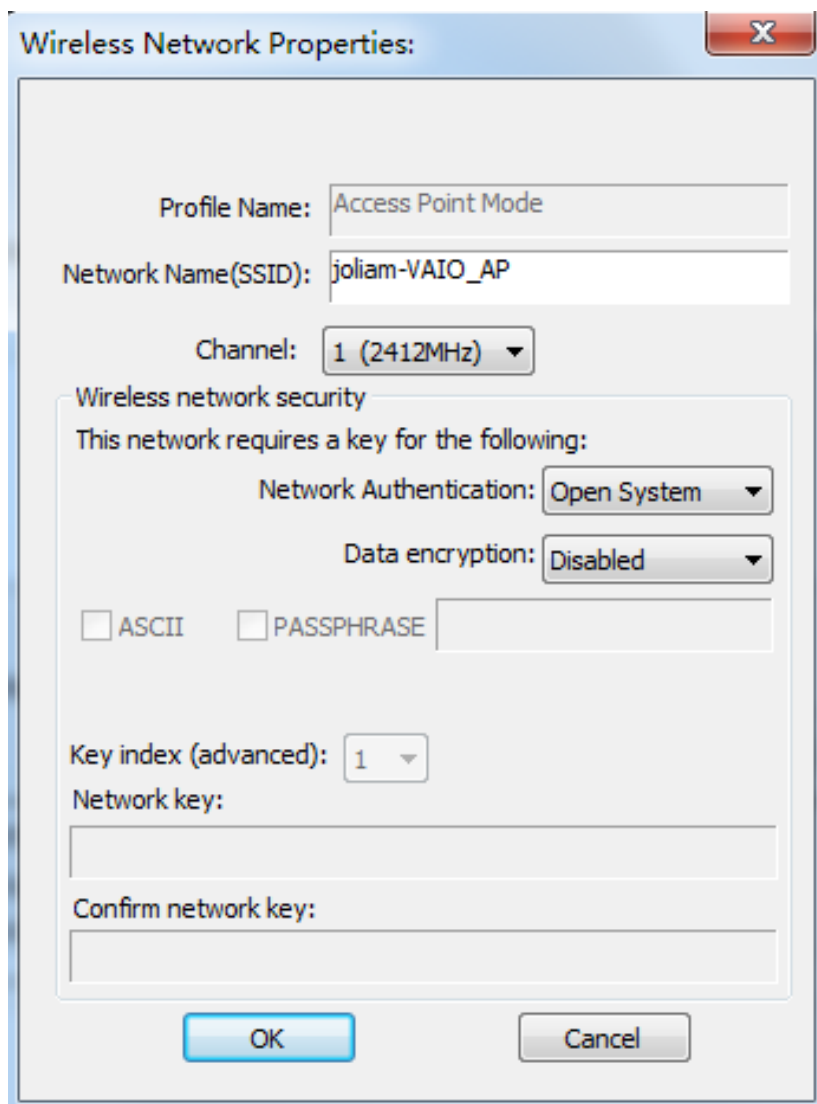 Wireless Network Properties:
Profile Name: Access Point Mode
Network Name(SSID): joliam-VAIO_AP
Channel: 1 (2412MHz)
Wireless network security
This network requires a key for the following:
Network Authentication: Open System
Data encryption: Disabled
ASCII PASSPHRASE
Key index (advanced): 1
Network key:
Confirm network key:
OK Cancel